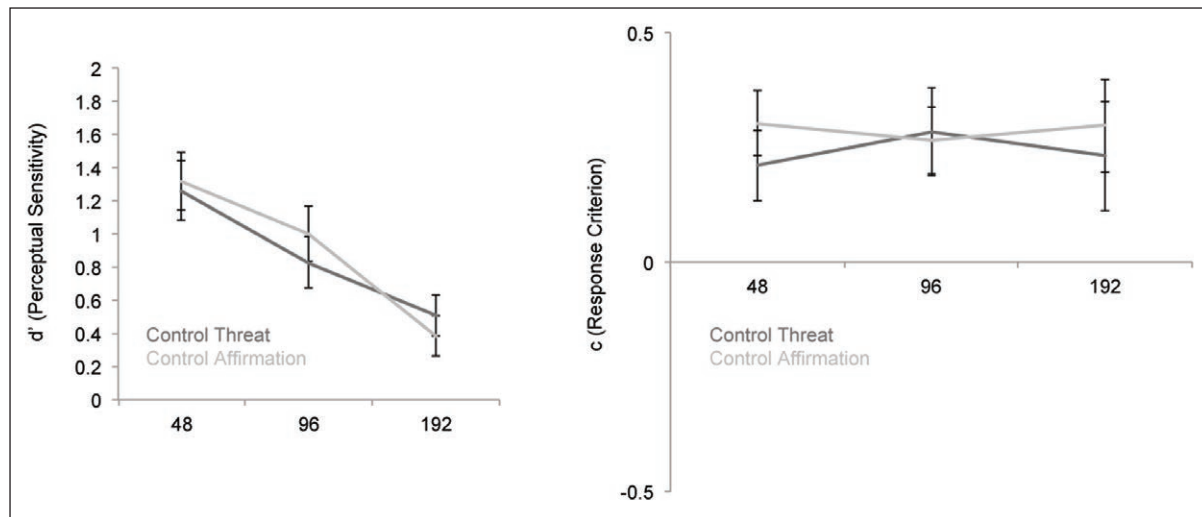 d' (Perceptual Sensitivity)
2
1.8
1.6
1.4
1.2
1
0.8
0.6
0.4
0.2
0
Control Threat
Control Affirmation
48 96 192
c (Response Criterion)
0.5
0
-0.5
48 96 192
Control Threat
Control Affirmation